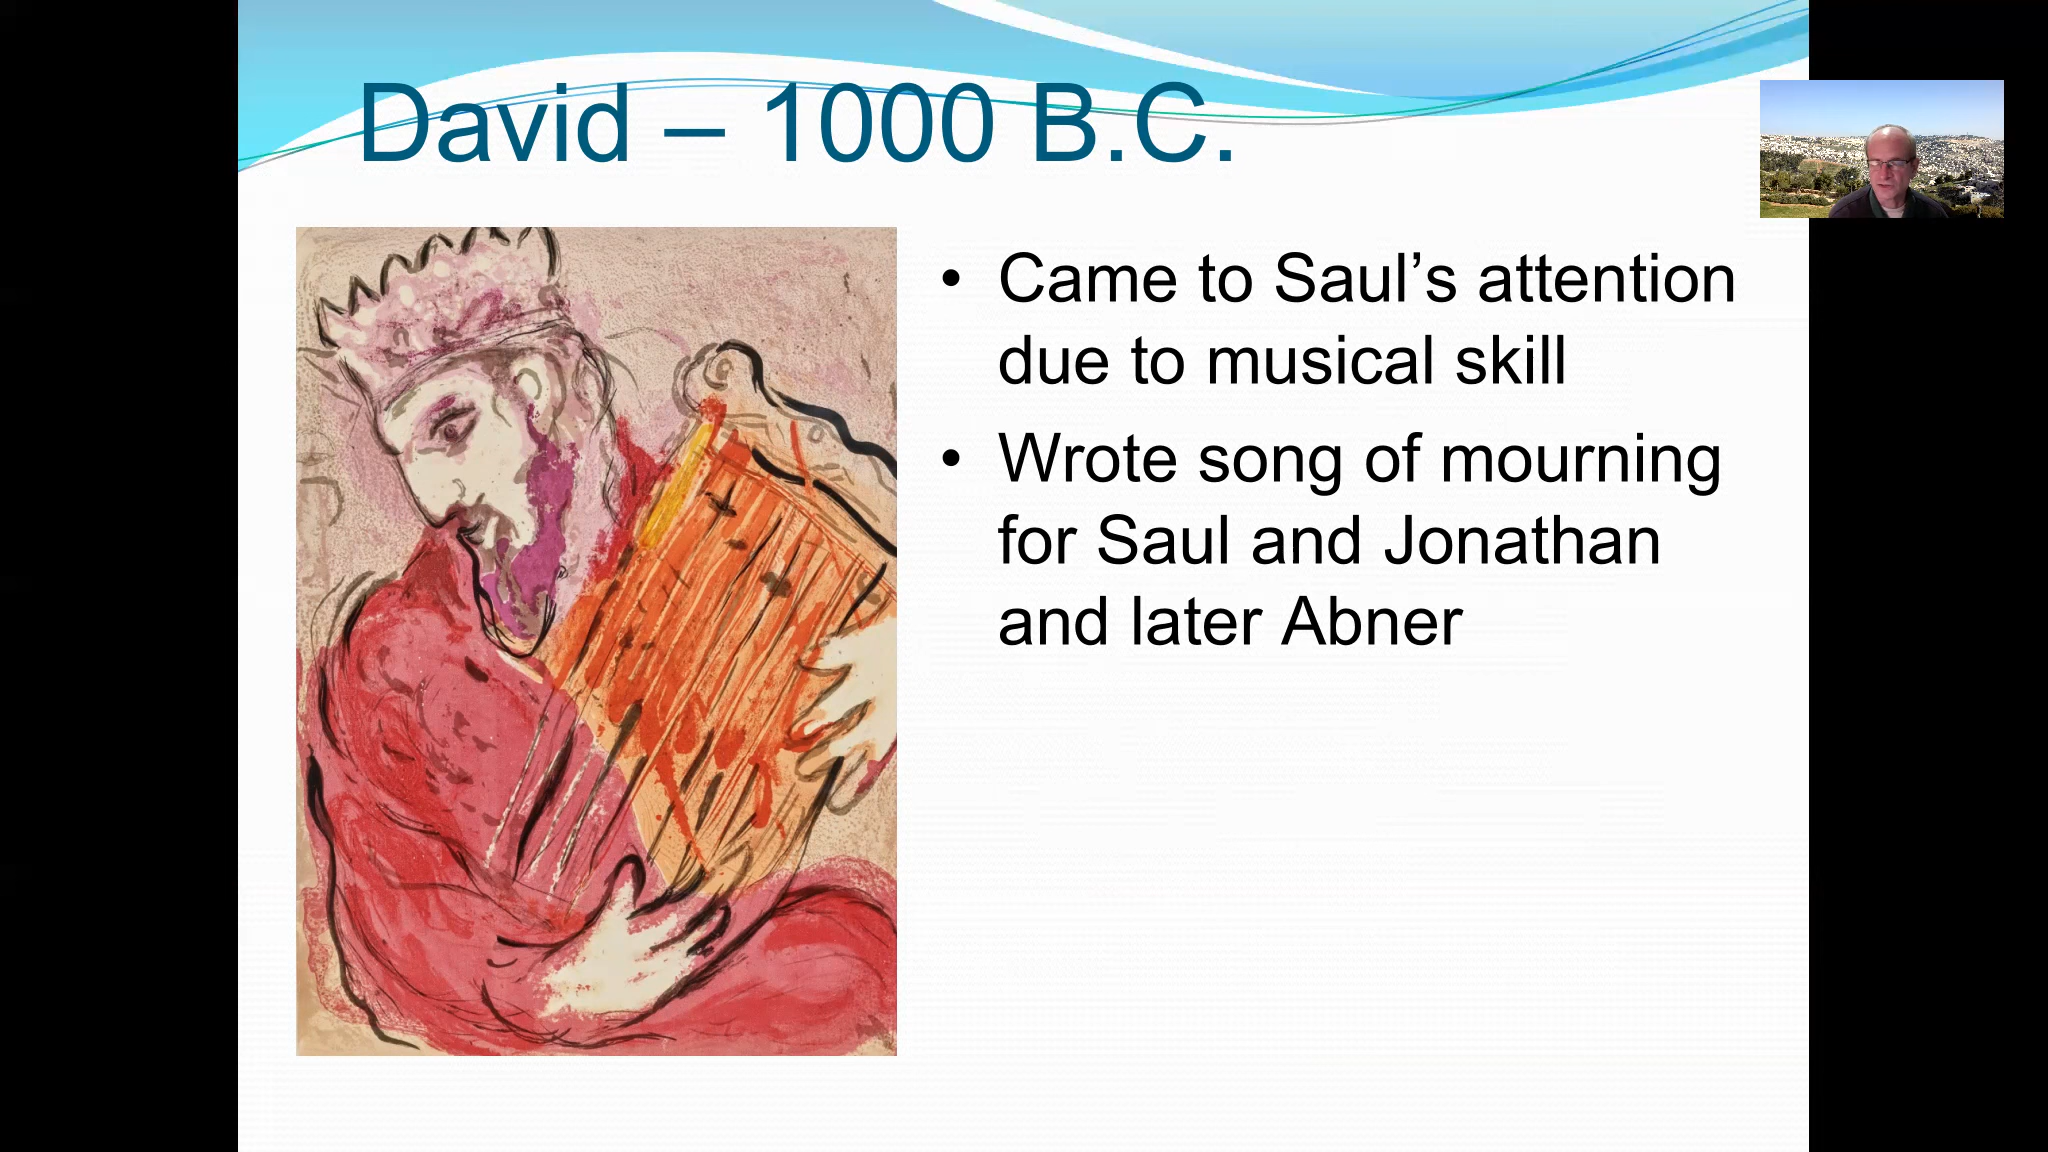 David – 1000 B.C.
• Came to Saul’s attention
due to musical skill
• Wrote song of mourning
for Saul and Jonathan
and later Abner